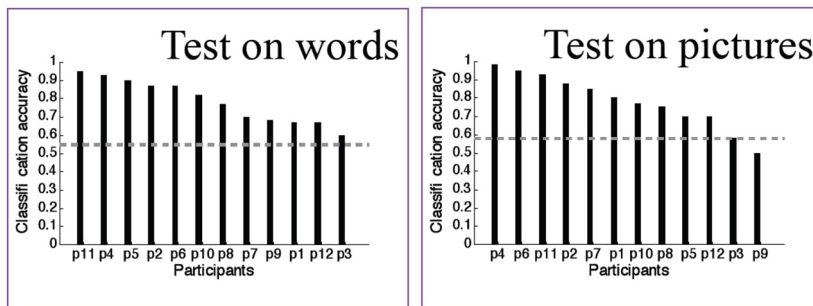 Test on words
Classifi cation accuracy
1
0.9
0.8
0.7
0.6
0.5
0.4
0.3
0.2
0.1
0
p11 p4 p5 p2 p6 p10 p8 p7 p9 p1 p12 p3
Participants
Test on pictures
Classifi cation accuracy
1
0.9
0.8
0.7
0.6
0.5
0.4
0.3
0.2
0.1
0
p4 p6 p11 p2 p7 p1 p10 p8 p5 p12 p3 p9
Participants